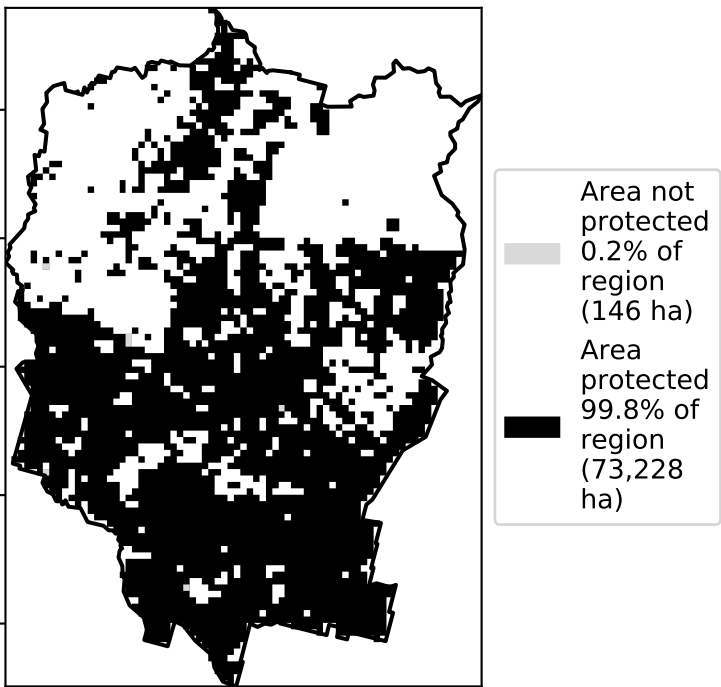 Area not
protected
0.2% of
region
(146 ha)
Area
protected
99.8% of
region
(73,228
ha)